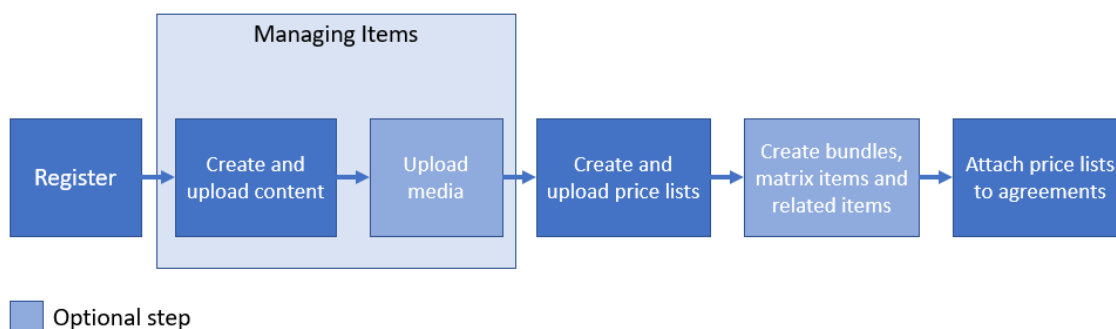 Managing Items
Register
Create and
upload content
Upload
media
Create and
upload price lists
Create bundles,
matrix items and
related items
Attach price lists
to agreements
Optional step